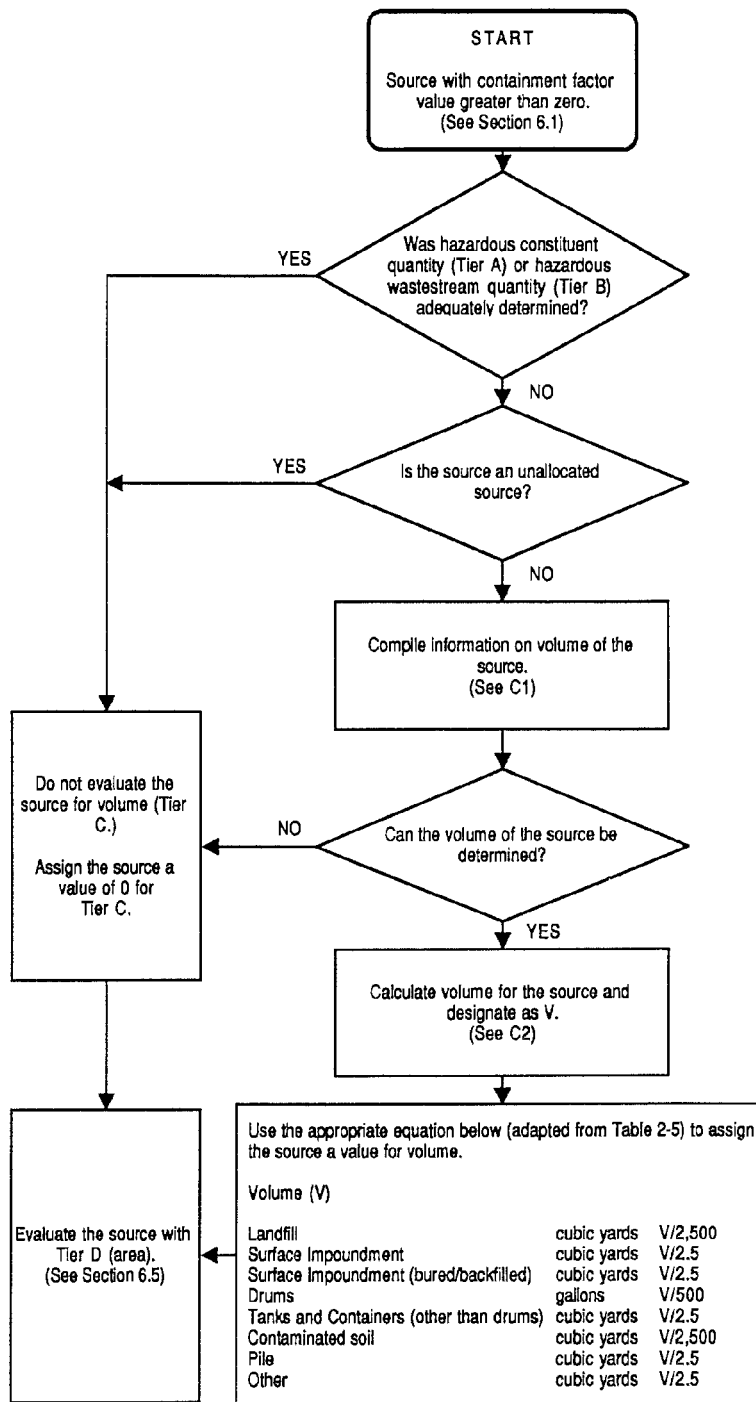 START
Source with containment factor
value greater than zero.
(See Section 6.1)
YES
Was hazardous constituent
quantity (Tier A) or hazardous
wastestream quantity (Tier B)
adequately determined?
NO
YES
Is the source an unallocated
source?
NO
Compile information on volume of the
source.
(See C1)
Do not evaluate the
source for volume (Tier
C.)
Assign the source a
value of 0 for
Tier C.
NO
Can the volume of the source be
determined?
YES
Calculate volume for the source and
designate as V.
(See C2)
Evaluate the source with
Tier D (area).
(See Section 6.5)
Use the appropriate equation below (adapted from Table 2-5) to assign
the source a value for volume.
Volume (V)
Landfill cubic yards V/2,500
Surface Impoundment cubic yards V/2.5
Surface Impoundment (bured/backfilled) cubic yards V/2.5
Drums gallons V/500
Tanks and Containers (other than drums) cubic yards V/2.5
Contaminated soil cubic yards V/2,500
Pile cubic yards V/2.5
Other cubic yards V/2.5